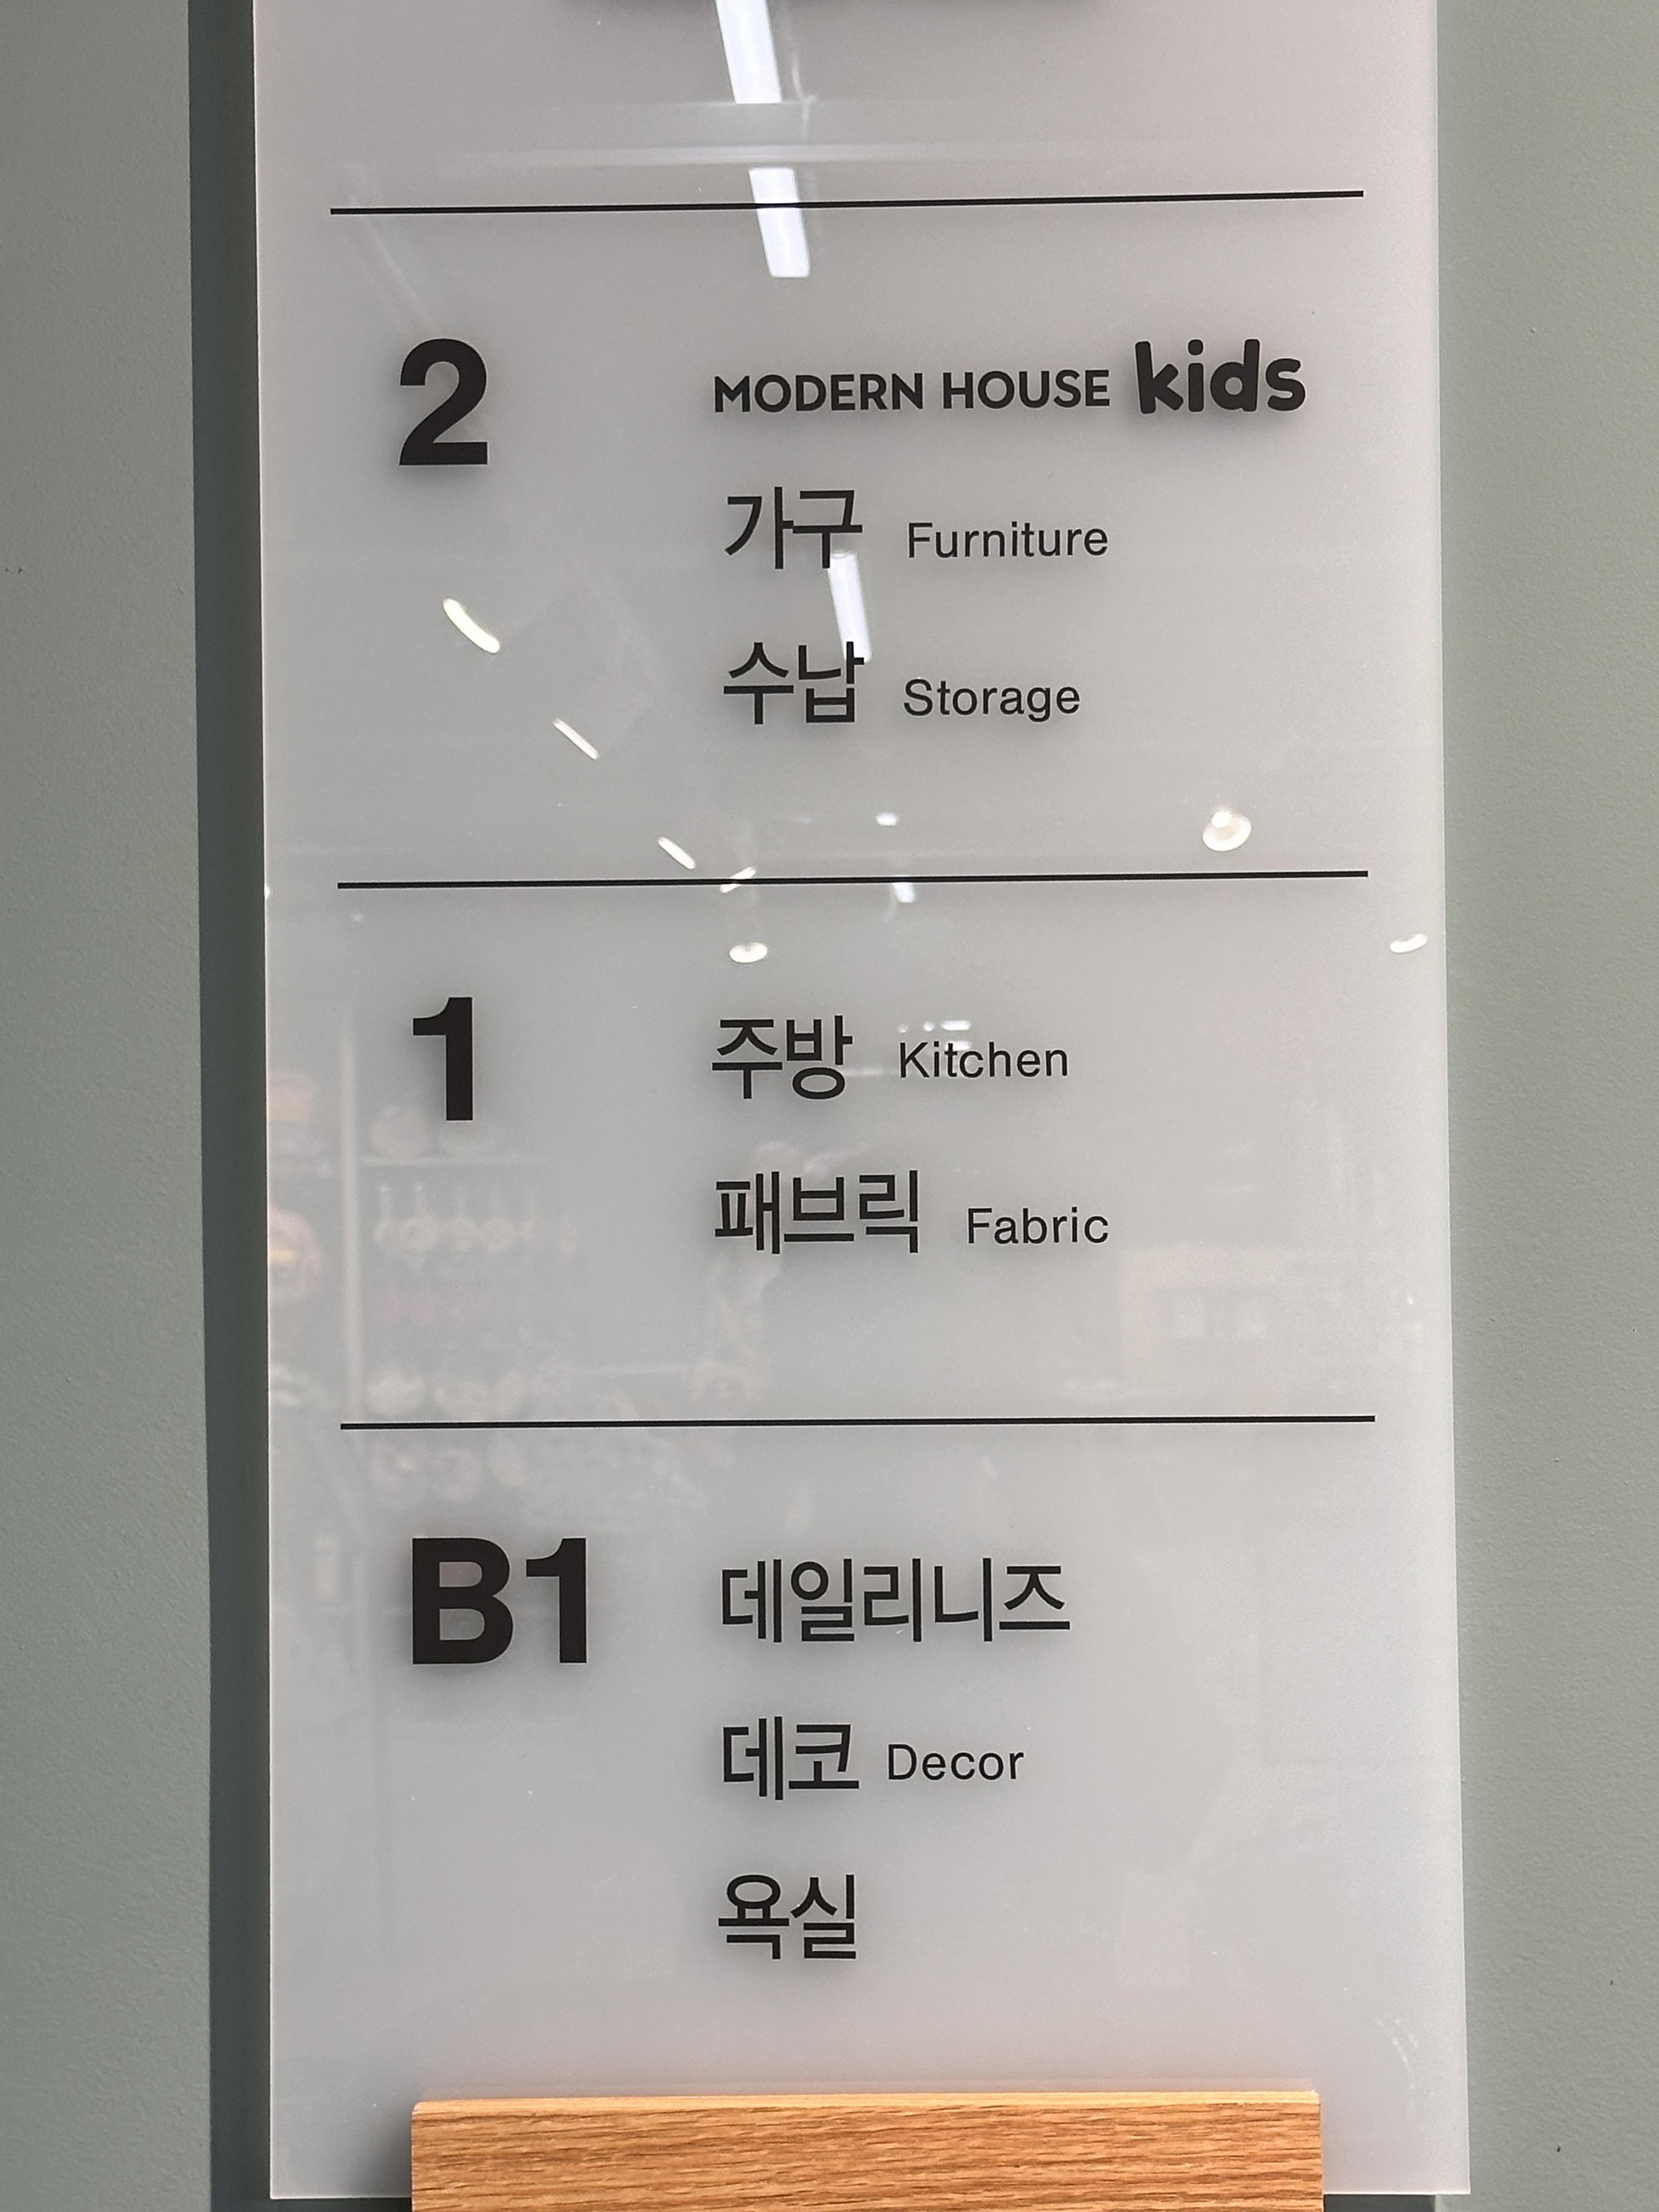 2 MODERN HOUSE kids
가구 Furniture
수납 Storage
1 주방 Kitchen
패브릭 Fabric
B1 데일리니즈
데코 Decor
욕실